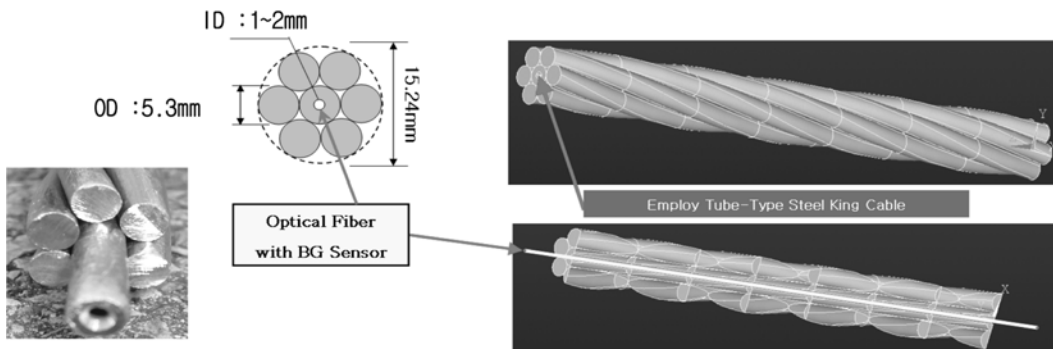 ID :1~2mm
OD :5.3mm
15.24mm
Optical Fiber
with BG Sensor
Employ Tube-Type Steel King Cable
Y
X